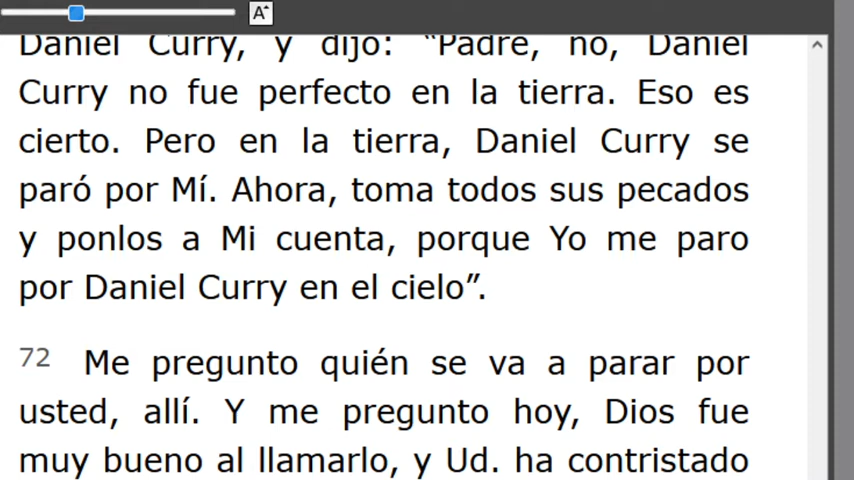 A
Daniel Curry, y dijo: “Padre, no, Daniel
Curry no fue perfecto en la tierra. Eso es
cierto. Pero en la tierra, Daniel Curry se
paró por Mí. Ahora, toma todos sus pecados
y ponlos a Mi cuenta, porque Yo me paro
por Daniel Curry en el cielo”.
72 Me pregunto quién se va a parar por
usted, allí. Y me pregunto hoy, Dios fue
muy bueno al llamarlo, y Ud. ha contristado